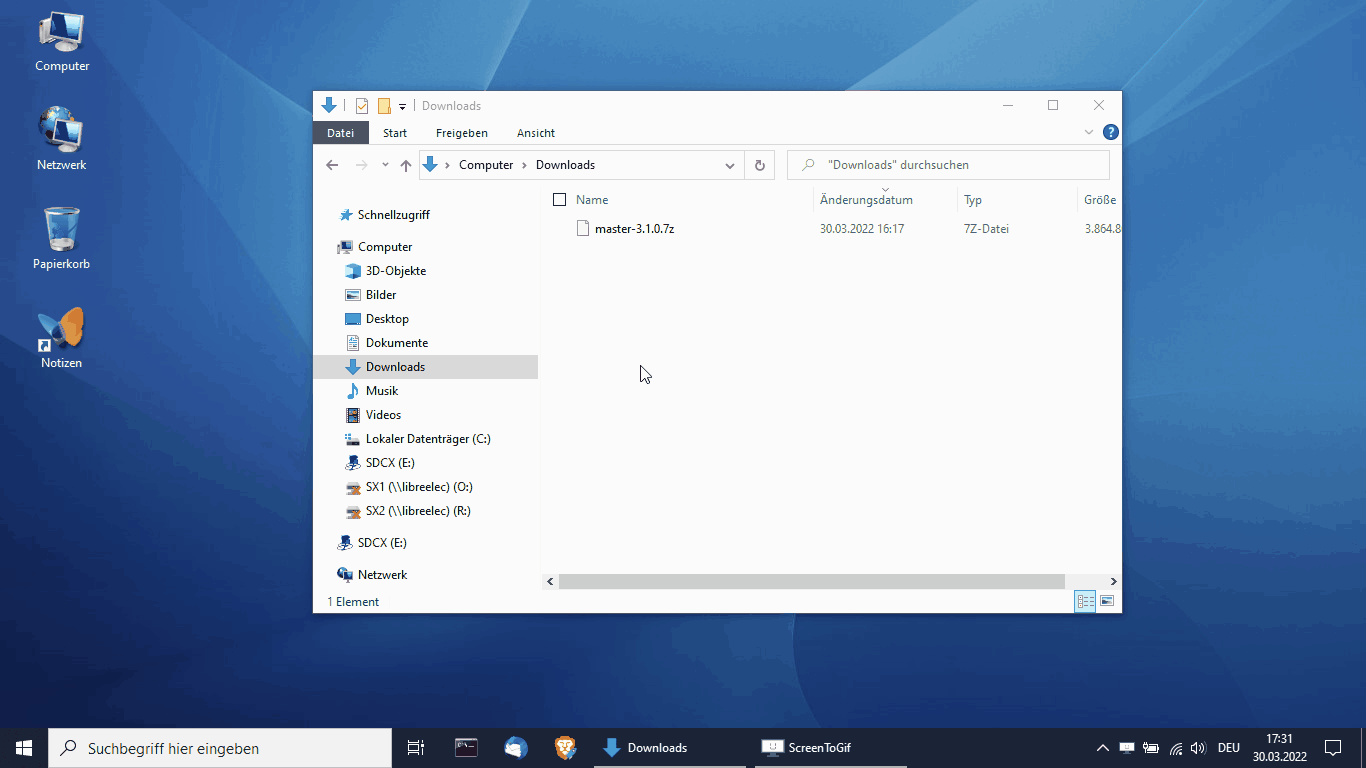 Computer
Netzwerk
Papierkorb
Notizen
Downloads
Datei Start Freigeben Ansicht ?
Computer Downloads "Downloads" durchsuchen
Name Änderungsdatum Typ Größe
master-3.1.0.7z 30.03.2022 16:17 7Z-Datei 3.864.8
Schnellzugriff
Computer
3D-Objekte
Bilder
Desktop
Dokumente
Downloads
Musik
Videos
Lokaler Datenträger (C:)
SDCX (E:)
SX1 (\\libreelec) (O:)
SX2 (\\libreelec) (R:)
SDCX (E:)
Netzwerk
1 Element
Suchbegriff hier eingeben Downloads ScreenToGif DEU 17:31
30.03.2022